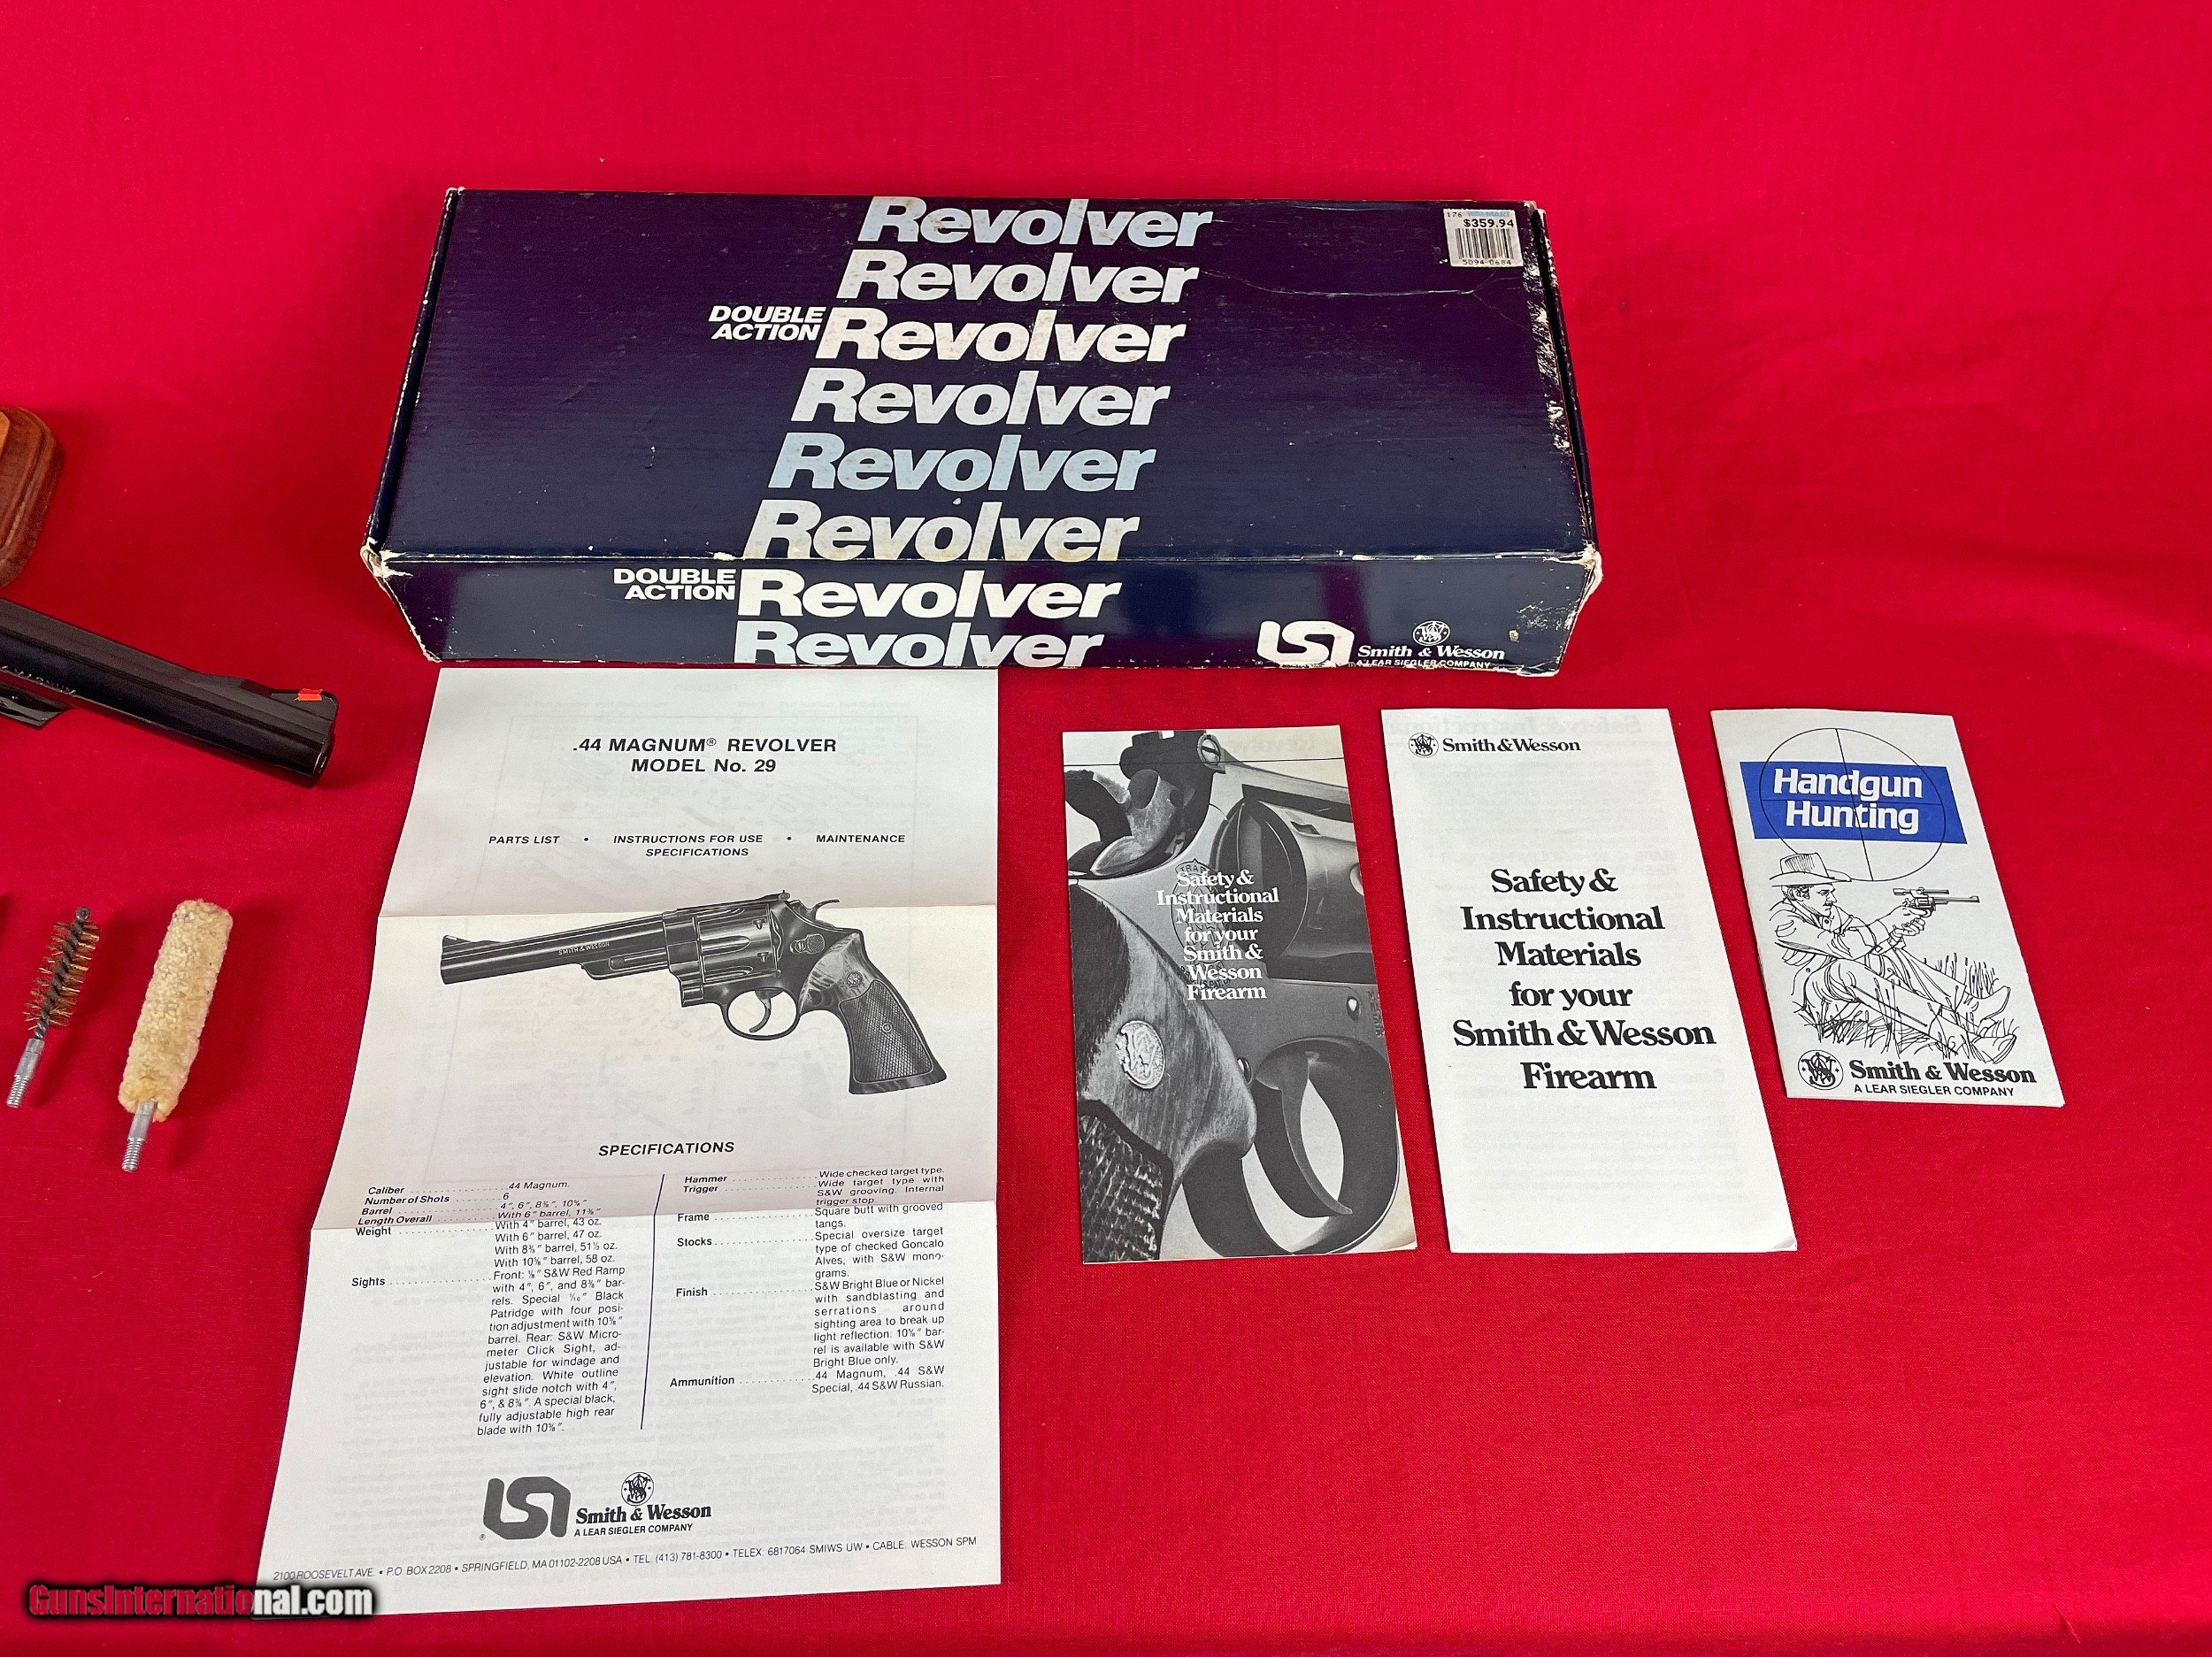 Revolver
Revolver
DOUBLE
ACTION Revolver
Revolver
Revolver
Revolver
DOUBLE
ACTION Revolver
Revolver
176 WAL-MART
$359.94
5094-0684
Smith & Wesson
A LEAR SIEGLER COMPANY
.44 MAGNUM® REVOLVER
MODEL No. 29
PARTS LIST • INSTRUCTIONS FOR USE • MAINTENANCE
SPECIFICATIONS
SMITH & WESSON
SPECIFICATIONS
Caliber .44 Magnum.
Number of Shots 6
Barrel 4", 6", 8⅜", 10⅝"
Length Overall With 6" barrel, 11⅜"
Weight With 4" barrel, 43 oz.
With 6" barrel, 47 oz.
With 8⅜" barrel, 51½ oz.
With 10⅝" barrel, 58 oz.
Sights Front: ⅛" S&W Red Ramp
with 4", 6", and 8⅜" bar-
rels. Special 1/16" Black
Patridge with four posi-
tion adjustment with 10⅝"
barrel. Rear: S&W Micro-
meter Click Sight, ad-
justable for windage and
elevation. White outline
sight slide notch with 4",
6", & 8⅜". A special black,
fully adjustable high rear
blade with 10⅝".
Hammer Wide checked target type.
Trigger Wide target type with
S&W grooving. Internal
trigger stop.
Frame Square butt with grooved
tangs.
Stocks Special oversize target
type of checked Goncalo
Alves, with S&W mono-
grams.
Finish S&W Bright Blue or Nickel
with sandblasting and
serrations around
sighting area to break up
light reflection. 10⅝" bar-
rel is available with S&W
Bright Blue only.
Ammunition .44 Magnum, .44 S&W
Special, .44 S&W Russian.
Smith & Wesson
A LEAR SIEGLER COMPANY
2100 ROOSEVELT AVE. • P.O. BOX 2208 • SPRINGFIELD, MA 01102-2208 USA • TEL. (413) 781-8300 • TELEX. 6817064 SMIWS UW • CABLE. WESSON SPM
Safety &
Instructional
Materials
for your
Smith &
Wesson
Firearm
Smith & Wesson
Safety &
Instructional
Materials
for your
Smith & Wesson
Firearm
Handgun
Hunting
Smith & Wesson
A LEAR SIEGLER COMPANY
GunsInternational.com